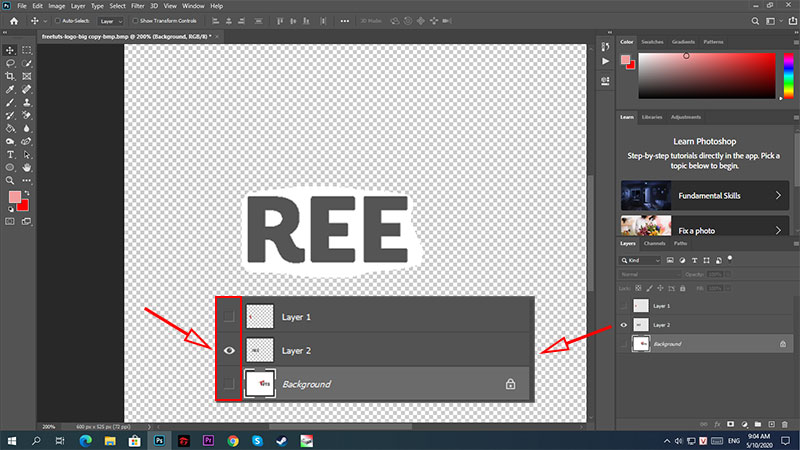 Ps File Edit Image Layer Type Select Filter 3D View Window Help
Auto-Select: Layer Show Transform Controls 3D Mode:
freetuts-logo-big copy-bmp.bmp @ 200% (Background, RGB/8) *
Color Swatches Gradients Patterns
Learn Libraries Adjustments
Learn Photoshop
Step-by-step tutorials directly in the app. Pick a
topic below to begin.
Fundamental Skills
Fix a photo
REE
Layers Channels Paths
Kind
Normal Opacity:
Lock: Fill:
Layer 1
Layer 2
Background
Layer 1
Layer 2
Background
200% 600 px x 525 px (72 ppi)
fx
Ps Pr S V ENG 9:04 AM
5/10/2020